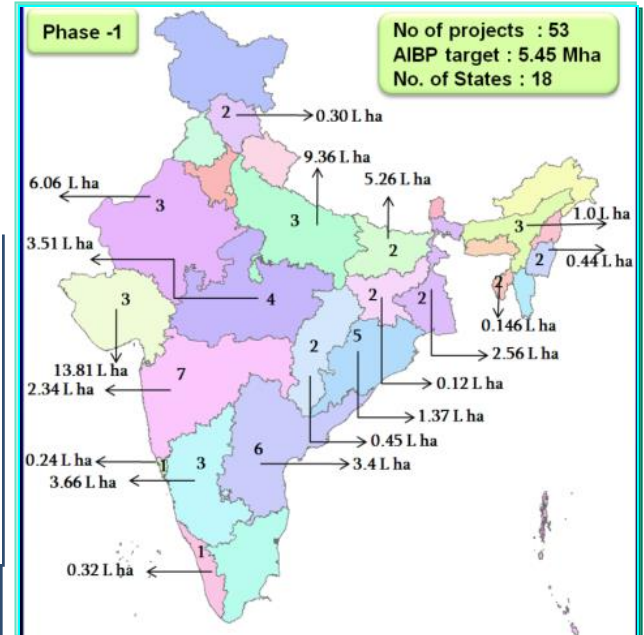 Phase -1
No of projects : 53
AIBP target : 5.45 Mha
No. of States : 18
2
0.30 L ha
9.36 L ha
5.26 L ha
6.06 L ha
3
3
1.0 L ha
3
3.51 L ha
2
2
0.44 L ha
3
4
2
2
2
0.146 L ha
2
5
2.56 L ha
13.81 L ha
7
0.12 L ha
2.34 L ha
1.37 L ha
6
0.45 L ha
0.24 L ha
1
3
3.4 L ha
3.66 L ha
1
0.32 L ha